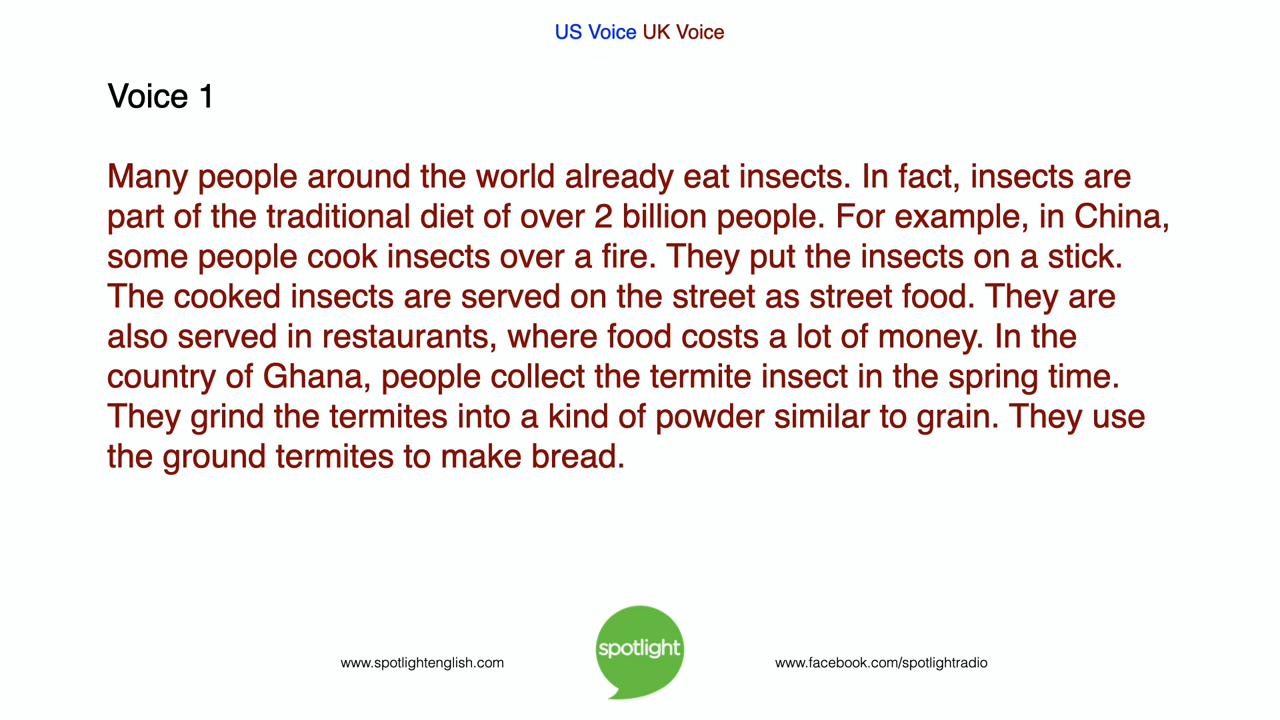 US Voice UK Voice
Voice 1
Many people around the world already eat insects. In fact, insects are
part of the traditional diet of over 2 billion people. For example, in China,
some people cook insects over a fire. They put the insects on a stick.
The cooked insects are served on the street as street food. They are
also served in restaurants, where food costs a lot of money. In the
country of Ghana, people collect the termite insect in the spring time.
They grind the termites into a kind of powder similar to grain. They use
the ground termites to make bread.
www.spotlightenglish.com
spotlight
www.facebook.com/spotlightradio